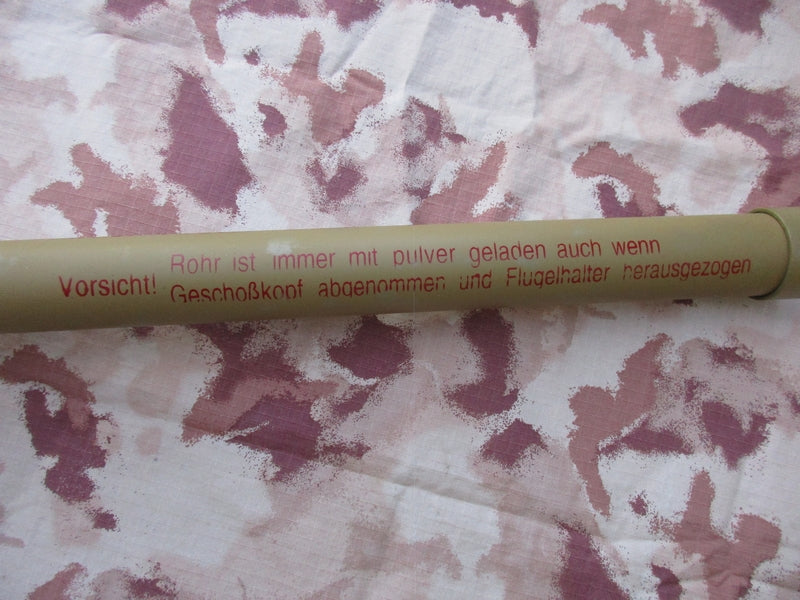 Vorsicht! Rohr ist immer mit pulver geladen auch wenn
Geschoßkopf abgenommen und Flugelhalter herausgezogen